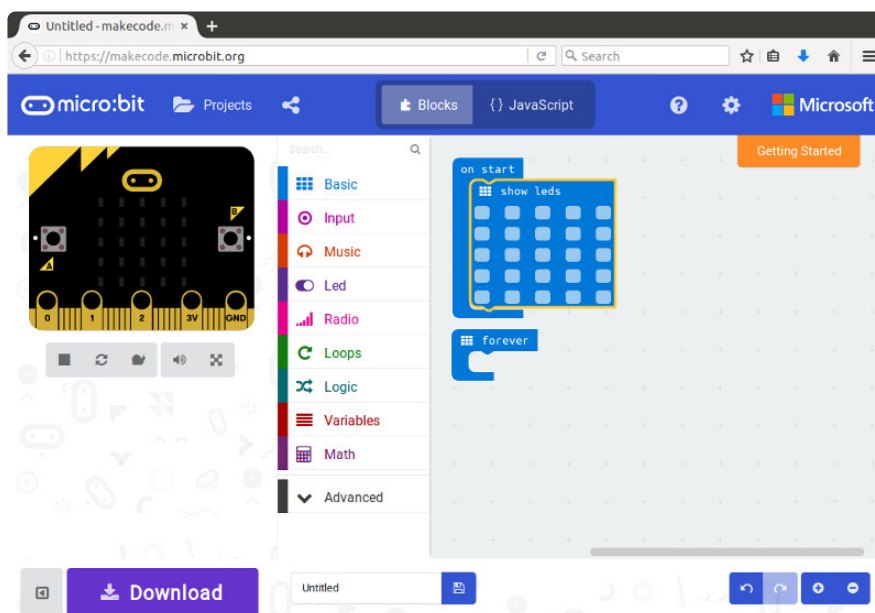 Untitled - makecode.m
https://makecode.microbit.org
Search
micro:bit
Projects
Blocks
{} JavaScript
?
Microsoft
Getting Started
Search...
Basic
Input
Music
Led
Radio
Loops
Logic
Variables
Math
Advanced
B
A
0 1 2 3V GND
on start
show leds
forever
Download
Untitled